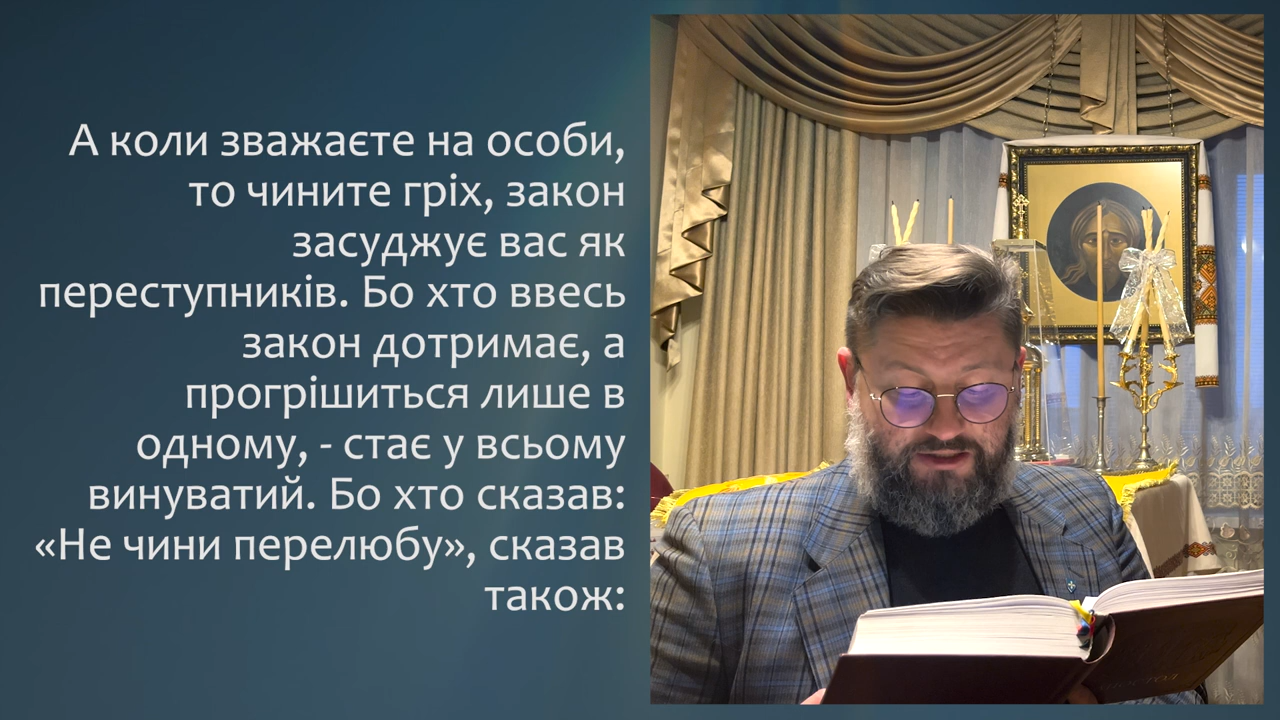 А коли зважаєте на особи,
то чините гріх, закон
засуджує вас як
переступників. Бо хто ввесь
закон дотримає, а
прогрішиться лише в
одному, - стає у всьому
винуватий. Бо хто сказав:
«Не чини перелюбу», сказав
також: